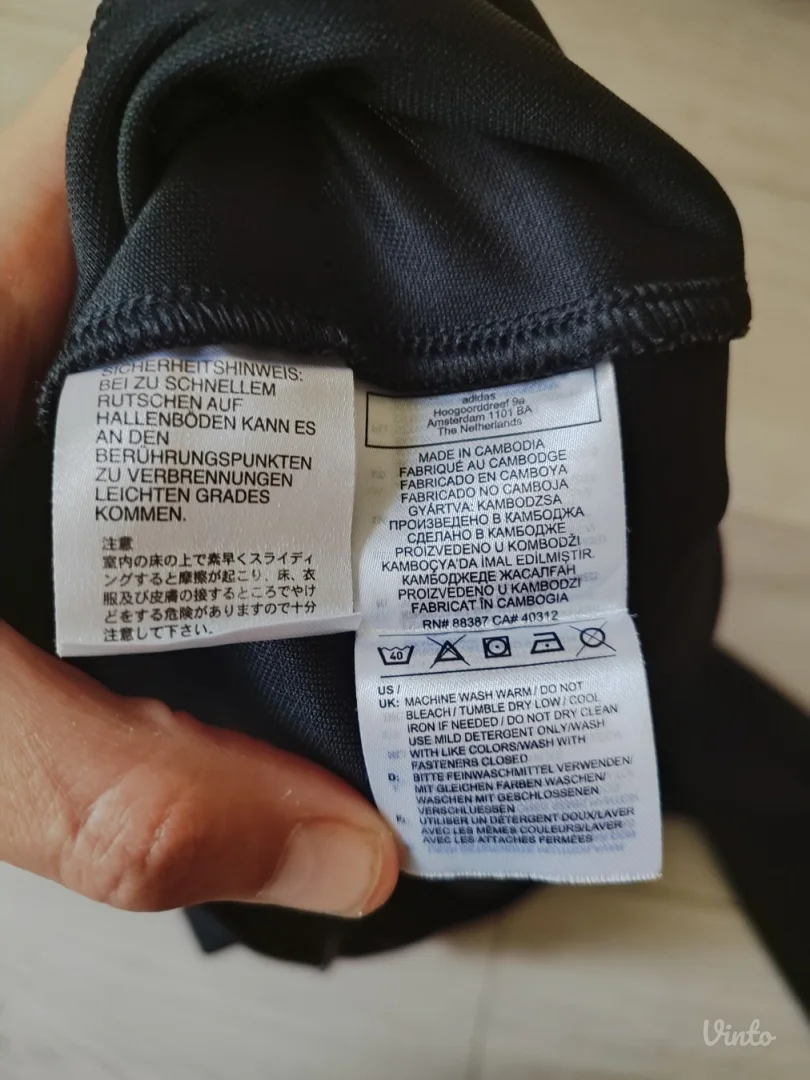 SICHERHEITSHINWEIS:
BEI ZU SCHNELLEM
RUTSCHEN AUF
HALLENBÖDEN KANN ES
AN DEN
BERÜHRUNGSPUNKTEN
ZU VERBRENNUNGEN
LEICHTEN GRADES
KOMMEN.
注意
室内の床の上で素早くスライディ
ングすると摩擦が起こり、床、衣
服及び皮膚の接するところでやけ
どをする危険がありますので十分
注意して下さい。
adidas
Hoogoorddreef 9a
Amsterdam 1101 BA
The Netherlands
MADE IN CAMBODIA
FABRIQUÉ AU CAMBODGE
FABRICADO EN CAMBOYA
FABRICADO NO CAMBOJA
GYÁRTVA: KAMBODZSA
ПРОИЗВЕДЕНО В КАМБОДЖА
СДЕЛАНО В КАМБОДЖЕ
PROIZVEDENO U KOMBODŽI
KAMBOÇYA'DA İMAL EDİLMİŞTİR.
КАМБОДЖЕДЕ ЖАСАЛҒАН
PROIZVEDENO U KAMBODZI
FABRICAT ÎN CAMBOGIA
RN# 88387 CA# 40312
40
US /
UK: MACHINE WASH WARM / DO NOT
BLEACH / TUMBLE DRY LOW / COOL
IRON IF NEEDED / DO NOT DRY CLEAN
USE MILD DETERGENT ONLY/WASH
WITH LIKE COLORS/WASH WITH
FASTENERS CLOSED
D: BITTE FEINWASCHMITTEL VERWENDEN/
MIT GLEICHEN FARBEN WASCHEN/
WASCHEN MIT GESCHLOSSENEN
VERSCHLUESSEN
F: UTILISER UN DÉTERGENT DOUX/LAVER
AVEC LES MÊMES COULEURS/LAVER
AVEC LES ATTACHES FERMÉES
Vinto